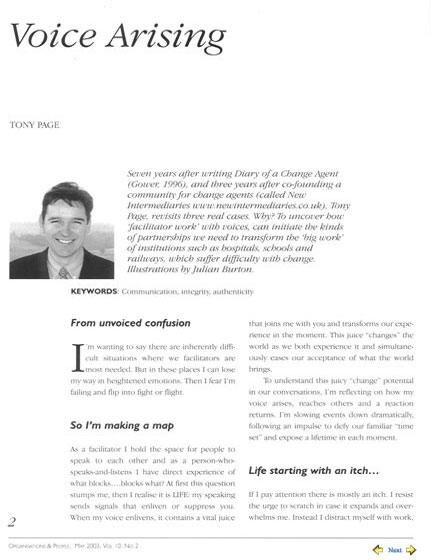 Voice Arising
TONY PAGE
Seven years after writing Diary of a Change Agent
(Gower, 1996), and three years after co-founding a
community for change agents (called New
Intermediaries www.newintermediaries.co.uk), Tony
Page, revisits three real cases. Why? To uncover how
'facilitator work' with voices, can initiate the kinds
of partnerships we need to transform the 'big work'
of institutions such as hospitals, schools and
railways, which suffer difficulty with change.
Illustrations by Julian Burton.
KEYWORDS: Communication, integrity, authenticity
From unvoiced confusion
I'm wanting to say there are inherently diffi-
cult situations where we facilitators are
most needed. But in these places I can lose
my way in heightened emotions. Then I fear I'm
failing and flip into fight or flight.
So I'm making a map
As a facilitator I hold the space for people to
speak to each other and as a person-who-
speaks-and-listens I have direct experience of
what blocks....blocks what? At first this question
stumps me, then I realise it is LIFE: my speaking
sends signals that enliven or suppress you.
When my voice enlivens, it contains a vital juice
that joins me with you and transforms our expe-
rience in the moment. This juice "changes" the
world as we both experience it and simultane-
ously eases our acceptance of what the world
brings.
To understand this juicy "change" potential
in our conversations, I'm reflecting on how my
voice arises, reaches others and a reaction
returns. I'm slowing events down dramatically,
following an impulse to defy our familiar "time
set" and expose a lifetime in each moment.
Life starting with an itch...
If I pay attention there is mostly an itch. I resist
the urge to scratch in case it expands and over-
whelms me. Instead I distract myself with work,
2
ORGANISATIONS & PEOPLE, MAY 2003, VOL 10. NO 2
Next